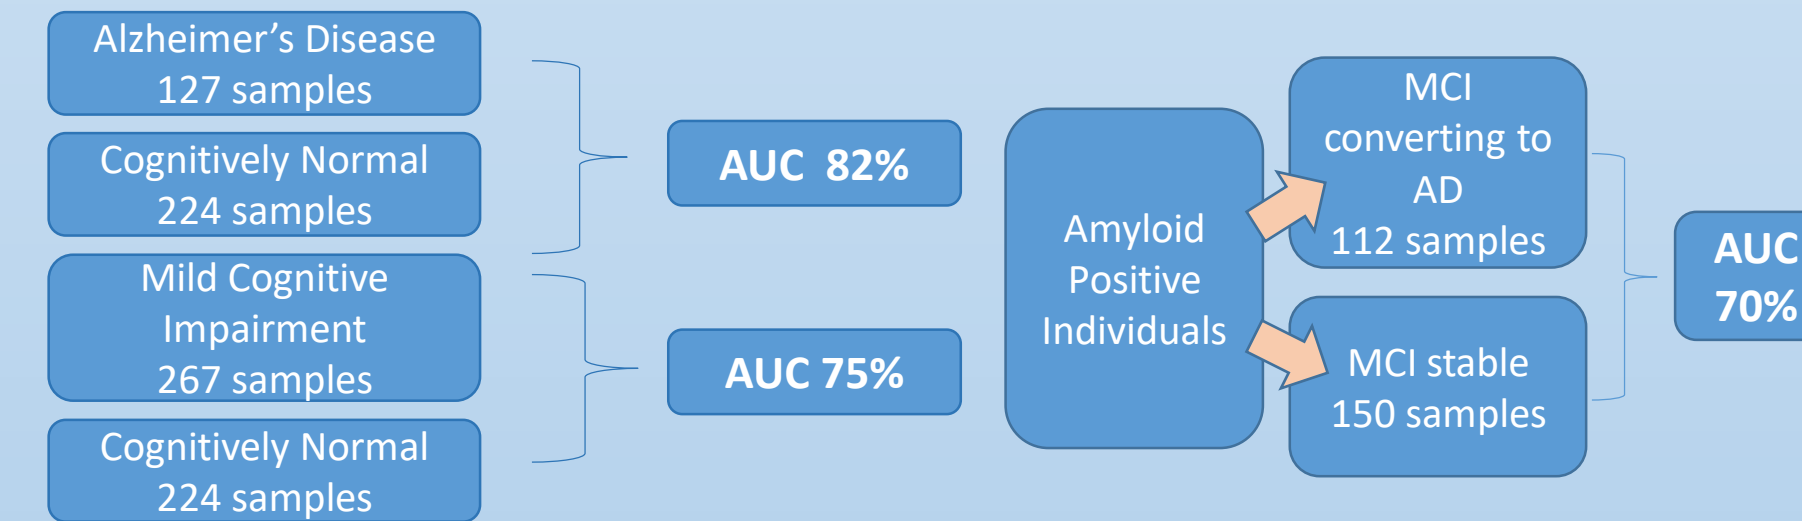 Alzheimer’s Disease
127 samples
Cognitively Normal
224 samples
AUC  82%
Mild Cognitive
Impairment
267 samples
Cognitively Normal
224 samples
AUC 75%
Amyloid
Positive
Individuals
MCI
converting to
AD
112 samples
MCI stable
150 samples
AUC
70%